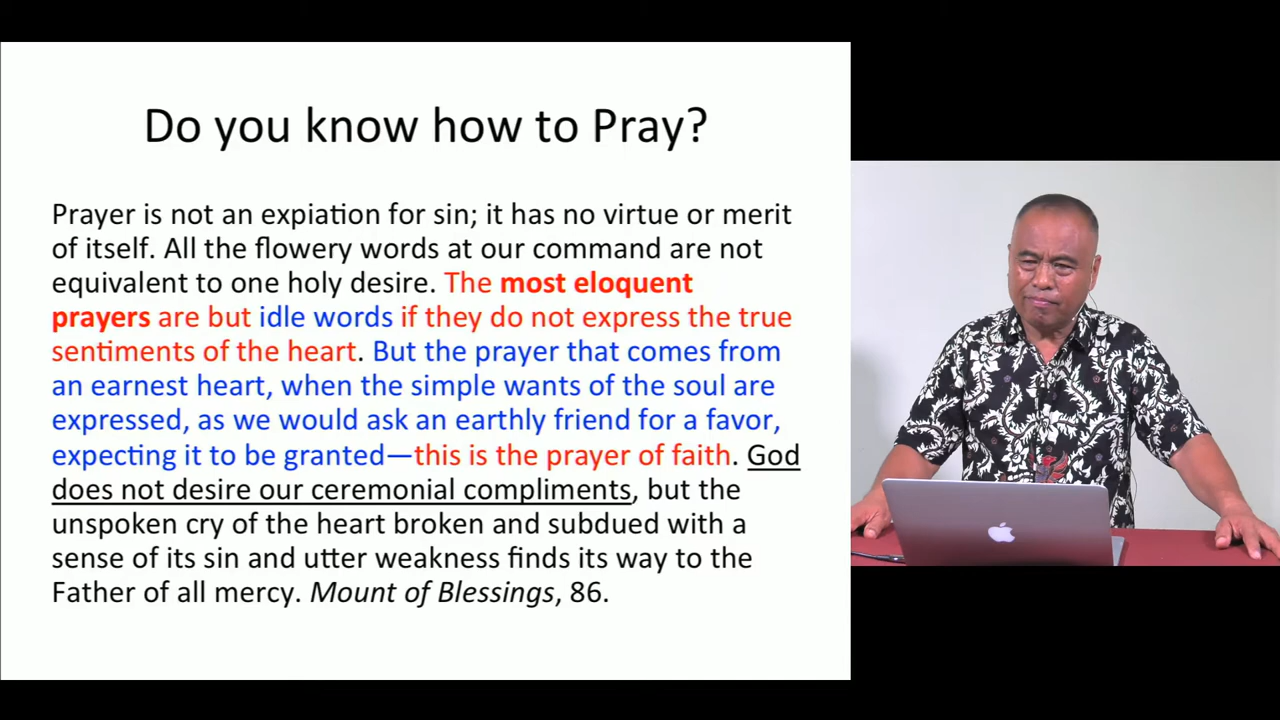 Do you know how to Pray?
Prayer is not an expiation for sin; it has no virtue or merit
of itself. All the flowery words at our command are not
equivalent to one holy desire. The most eloquent
prayers are but idle words if they do not express the true
sentiments of the heart. But the prayer that comes from
an earnest heart, when the simple wants of the soul are
expressed, as we would ask an earthly friend for a favor,
expecting it to be granted—this is the prayer of faith. God
does not desire our ceremonial compliments, but the
unspoken cry of the heart broken and subdued with a
sense of its sin and utter weakness finds its way to the
Father of all mercy. Mount of Blessings, 86.